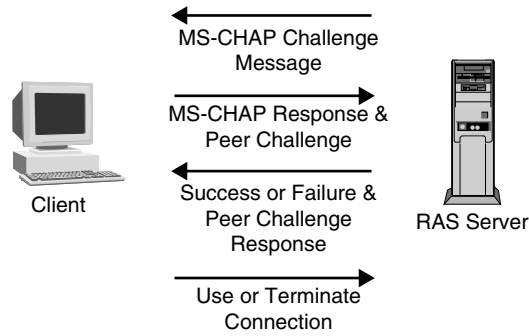 MS-CHAP Challenge
Message
MS-CHAP Response &
Peer Challenge
Client
Success or Failure &
Peer Challenge
Response
RAS Server
Use or Terminate
Connection